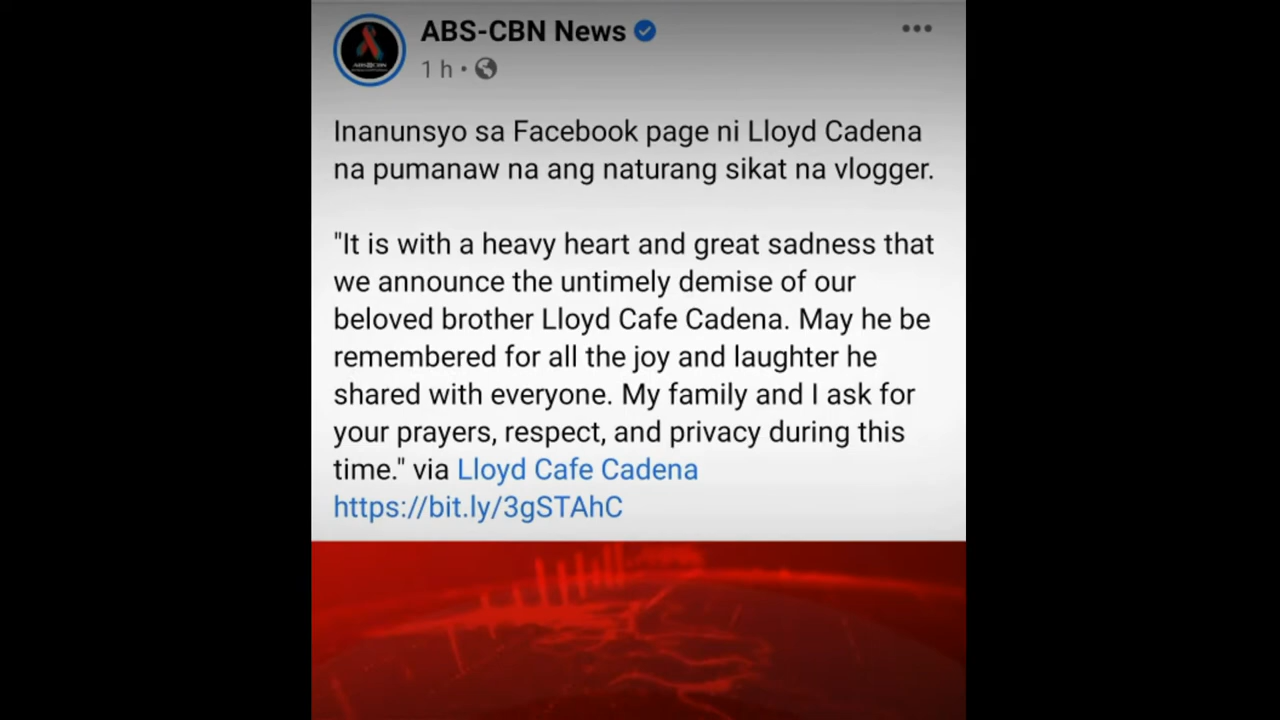 ABS-CBN News
1 h
Inanunsyo sa Facebook page ni Lloyd Cadena
na pumanaw na ang naturang sikat na vlogger.
"It is with a heavy heart and great sadness that
we announce the untimely demise of our
beloved brother Lloyd Cafe Cadena. May he be
remembered for all the joy and laughter he
shared with everyone. My family and I ask for
your prayers, respect, and privacy during this
time." via Lloyd Cafe Cadena
https://bit.ly/3gSTAhC